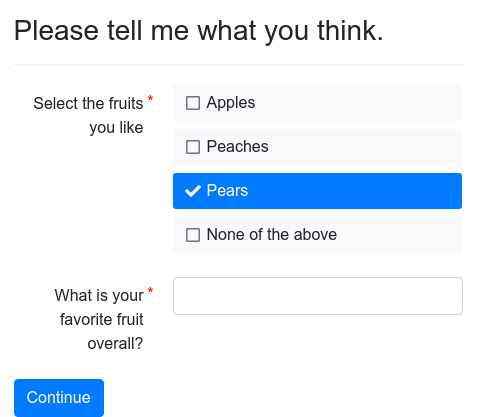 Please tell me what you think.
Select the fruits *
you like
Apples
Peaches
Pears
None of the above
What is your *
favorite fruit
overall?
Continue